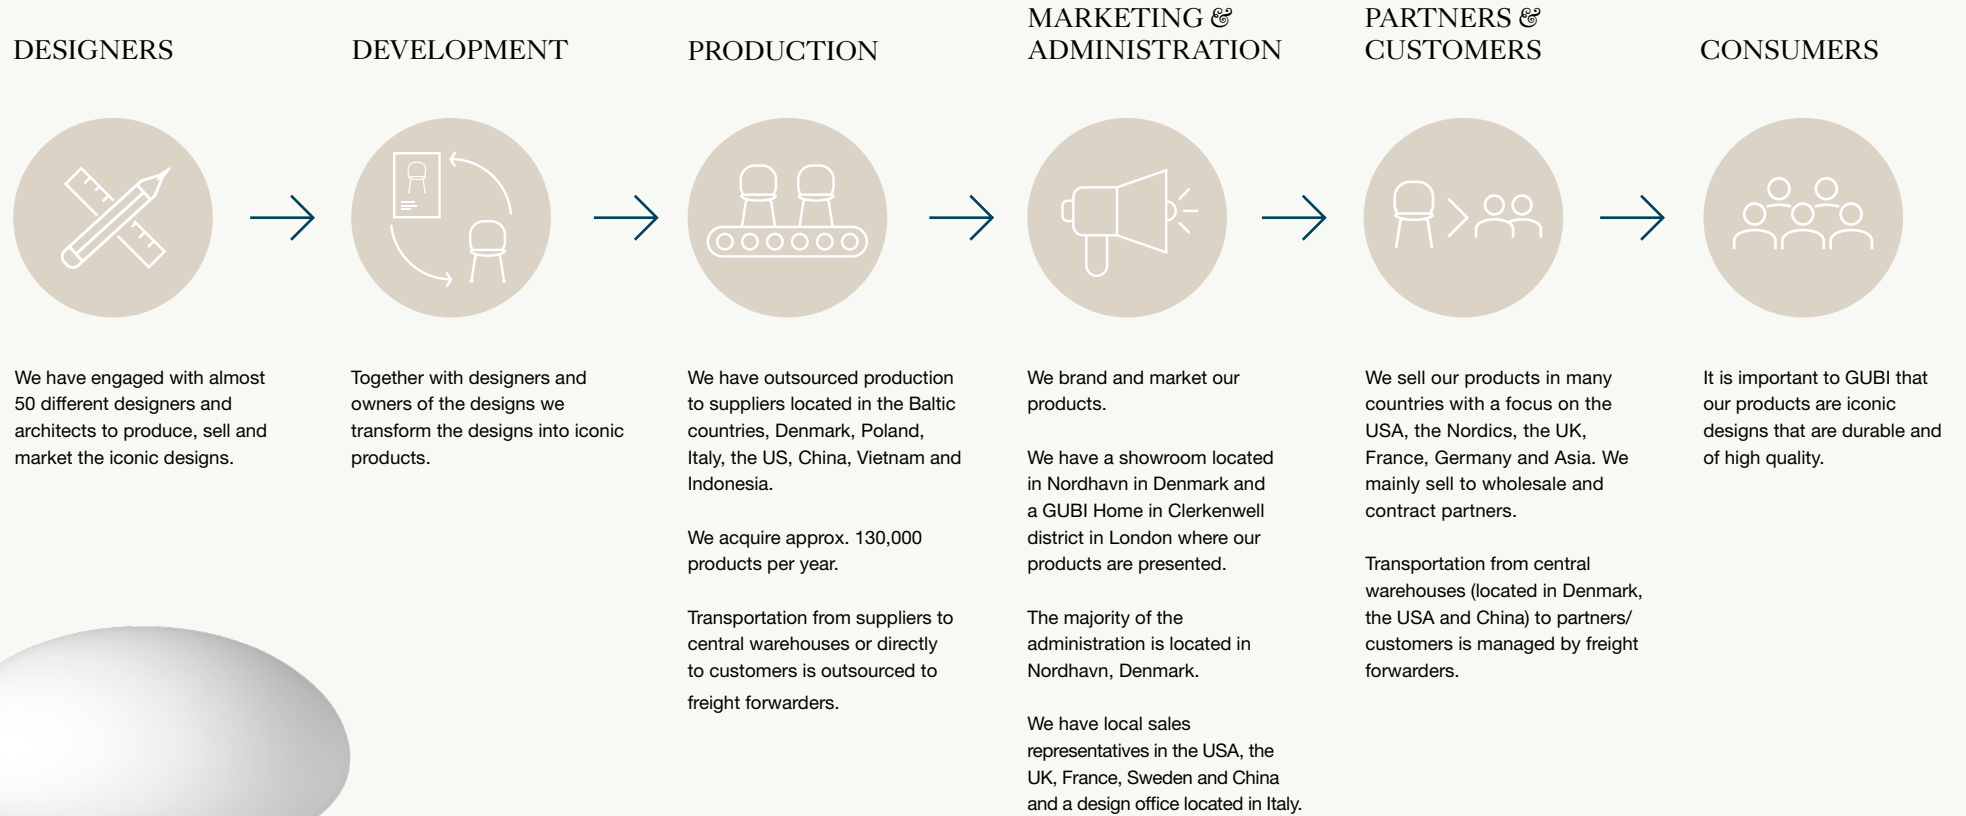 DESIGNERS
We have engaged with almost
50 different designers and
architects to produce, sell and
market the iconic designs.
DEVELOPMENT
Together with designers and
owners of the designs we
transform the designs into iconic
products.
PRODUCTION
We have outsourced production
to suppliers located in the Baltic
countries, Denmark, Poland,
Italy, the US, China, Vietnam and
Indonesia.
We acquire approx. 130,000
products per year.
Transportation from suppliers to
central warehouses or directly
to customers is outsourced to
freight forwarders.
MARKETING &
ADMINISTRATION
We brand and market our
products.
We have a showroom located
in Nordhavn in Denmark and
a GUBI Home in Clerkenwell
district in London where our
products are presented.
The majority of the
administration is located in
Nordhavn, Denmark.
We have local sales
representatives in the USA, the
UK, France, Sweden and China
and a design office located in Italy.
PARTNERS &
CUSTOMERS
We sell our products in many
countries with a focus on the
USA, the Nordics, the UK,
France, Germany and Asia. We
mainly sell to wholesale and
contract partners.
Transportation from central
warehouses (located in Denmark,
the USA and China) to partners/
customers is managed by freight
forwarders.
CONSUMERS
It is important to GUBI that
our products are iconic
designs that are durable and
of high quality.